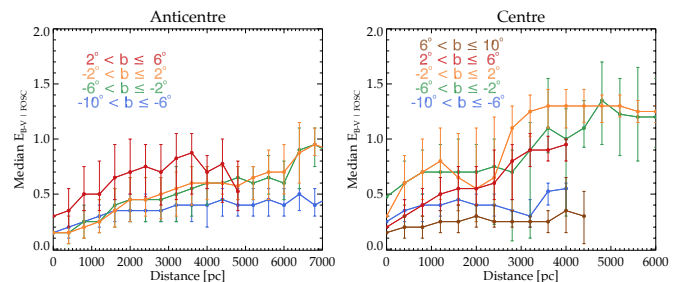 Anticentre
2.0
1.5
1.0
0.5
0.0
Median E_{B-V | FOSC}
2° < b ≤ 6°
-2° < b ≤ 2°
-6° < b ≤ -2°
-10° < b ≤ -6°
0 1000 2000 3000 4000 5000 6000 7000
Distance [pc]
Centre
2.0
1.5
1.0
0.5
0.0
Median E_{B-V | FOSC}
6° < b ≤ 10°
2° < b ≤ 6°
-2° < b ≤ 2°
-6° < b ≤ -2°
-10° < b ≤ -6°
0 1000 2000 3000 4000 5000 6000
Distance [pc]